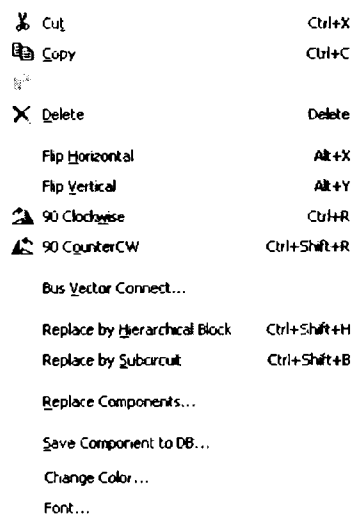 Cut Ctrl+X
Copy Ctrl+C
Delete Delete
Flip Horizontal Alt+X
Flip Vertical Alt+Y
90 Clockwise Ctrl+R
90 CounterCW Ctrl+Shift+R
Bus Vector Connect...
Replace by Hierarchical Block Ctrl+Shift+H
Replace by Subcircuit Ctrl+Shift+B
Replace Components...
Save Component to DB...
Change Color...
Font...